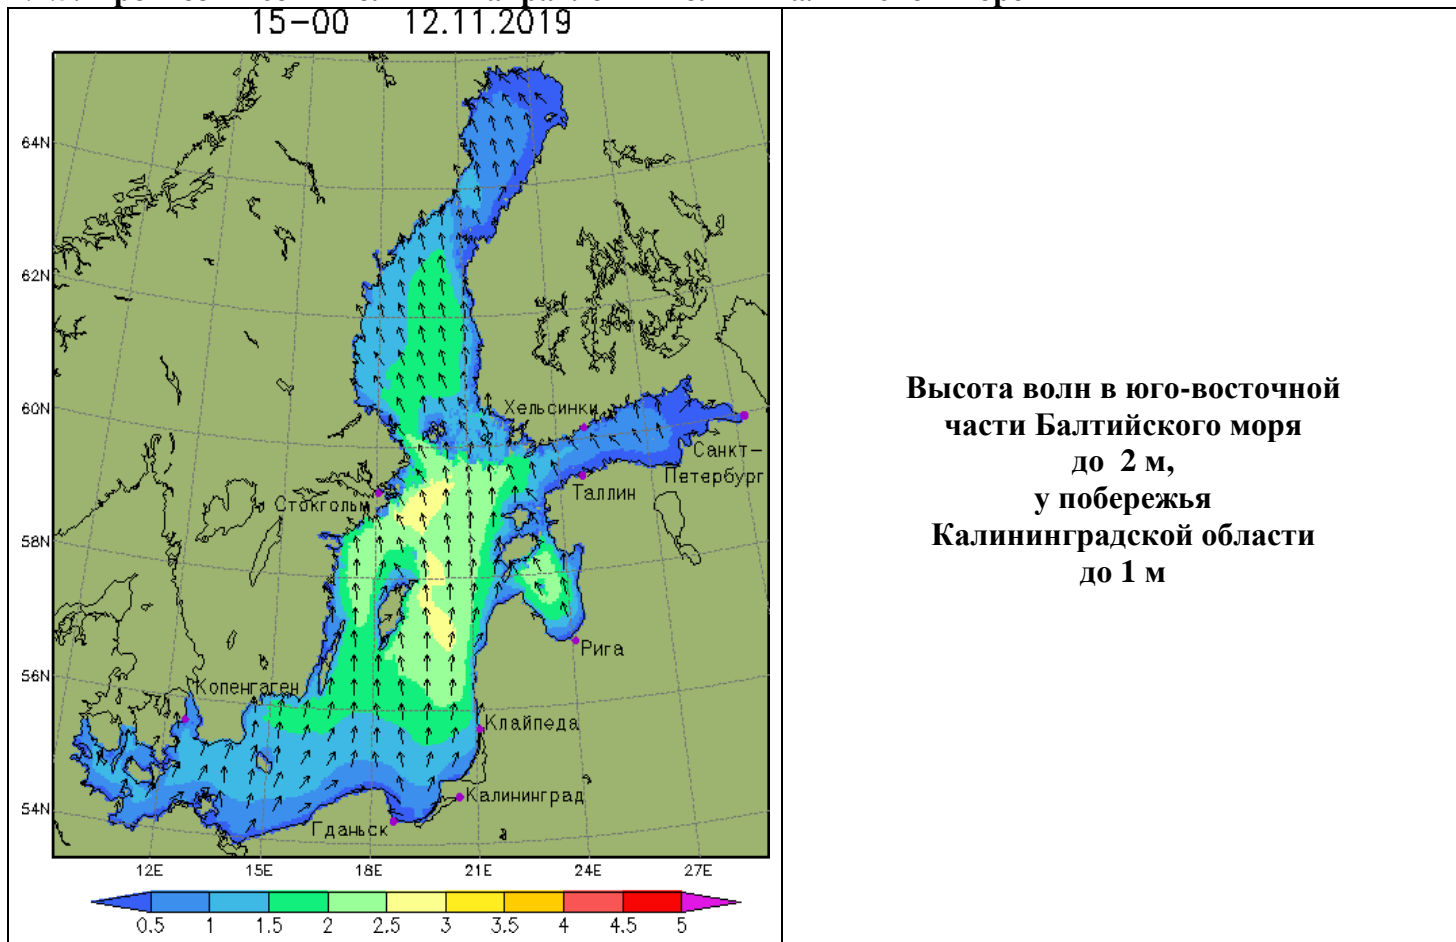 15-00 12.11.2019
64N
62N
60N
58N
56N
54N
Хельсинки
Санкт-
Петербург
Таллин
Стокгольм
Рига
Копенгаген
Клайпеда
Калининград
Гданьск
12E 15E 18E 21E 24E 27E
0.5 1 1.5 2 2.5 3 3.5 4 4.5 5
Высота волн в юго-восточной
части Балтийского моря
до 2 м,
у побережья
Калининградской области
до 1 м